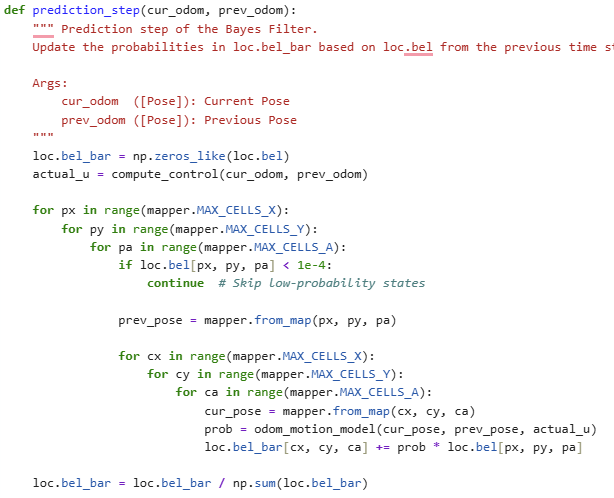 def prediction_step(cur_odom, prev_odom):
    """ Prediction step of the Bayes Filter.
    Update the probabilities in loc.bel_bar based on loc.bel from the previous time
    Args:
        cur_odom  ([Pose]): Current Pose
        prev_odom ([Pose]): Previous Pose
    """
    loc.bel_bar = np.zeros_like(loc.bel)
    actual_u = compute_control(cur_odom, prev_odom)
    for px in range(mapper.MAX_CELLS_X):
        for py in range(mapper.MAX_CELLS_Y):
            for pa in range(mapper.MAX_CELLS_A):
                if loc.bel[px, py, pa] < 1e-4:
                    continue  # Skip low-probability states
                prev_pose = mapper.from_map(px, py, pa)
                for cx in range(mapper.MAX_CELLS_X):
                    for cy in range(mapper.MAX_CELLS_Y):
                        for ca in range(mapper.MAX_CELLS_A):
                            cur_pose = mapper.from_map(cx, cy, ca)
                            prob = odom_motion_model(cur_pose, prev_pose, actual_u)
                            loc.bel_bar[cx, cy, ca] += prob * loc.bel[px, py, pa]
    loc.bel_bar = loc.bel_bar / np.sum(loc.bel_bar)